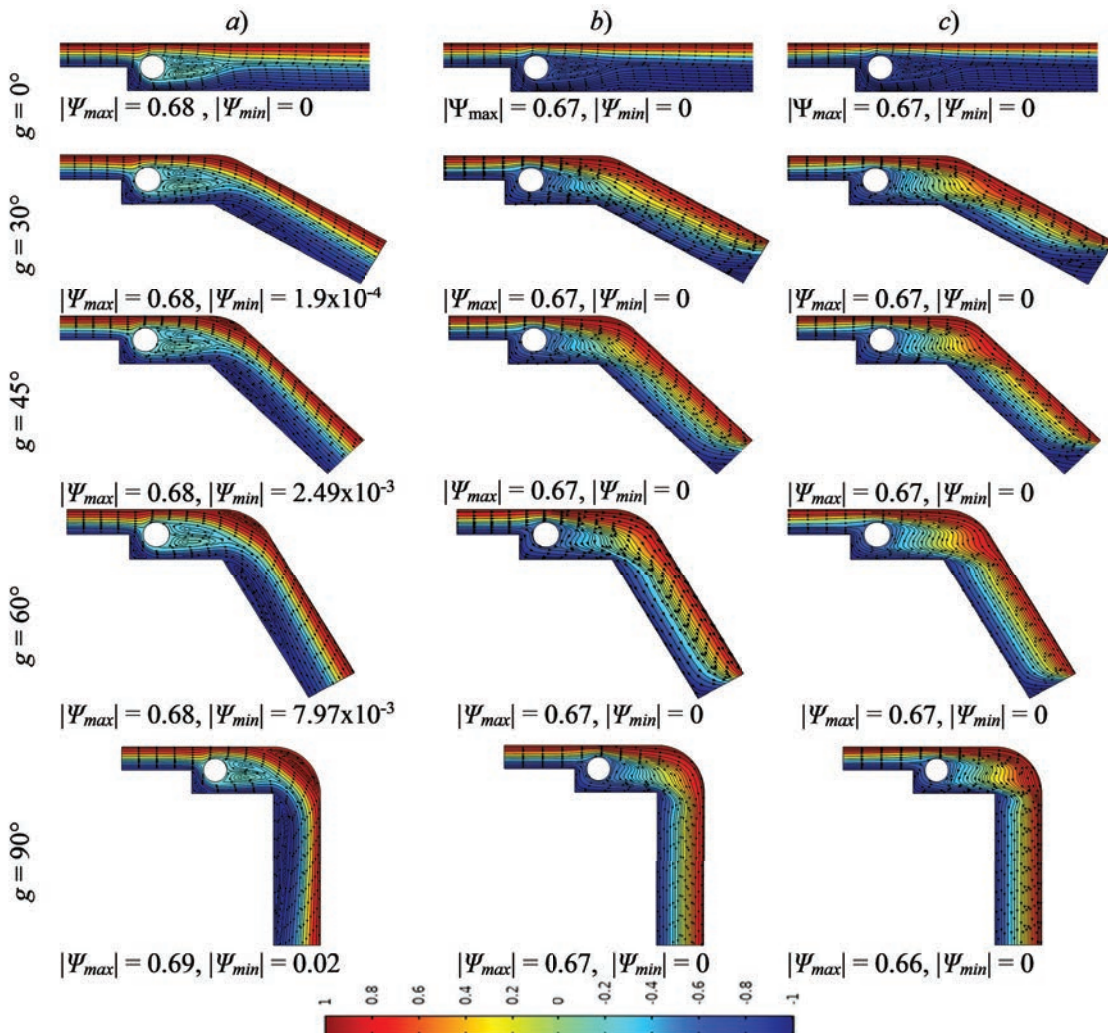 a) b) c)
g = 0°
|Ψmax| = 0.68 , |Ψmin| = 0 |Ψmax| = 0.67, |Ψmin| = 0 |Ψmax| = 0.67, |Ψmin| = 0
g = 30°
|Ψmax| = 0.68, |Ψmin| = 1.9x10⁻⁴ |Ψmax| = 0.67, |Ψmin| = 0 |Ψmax| = 0.67, |Ψmin| = 0
g = 45°
|Ψmax| = 0.68, |Ψmin| = 2.49x10⁻³ |Ψmax| = 0.67, |Ψmin| = 0 |Ψmax| = 0.67, |Ψmin| = 0
g = 60°
|Ψmax| = 0.68, |Ψmin| = 7.97x10⁻³ |Ψmax| = 0.67, |Ψmin| = 0 |Ψmax| = 0.67, |Ψmin| = 0
g = 90°
|Ψmax| = 0.69, |Ψmin| = 0.02 |Ψmax| = 0.67, |Ψmin| = 0 |Ψmax| = 0.66, |Ψmin| = 0
1 0.8 0.6 0.4 0.2 0 -0.2 -0.4 -0.6 -0.8 -1